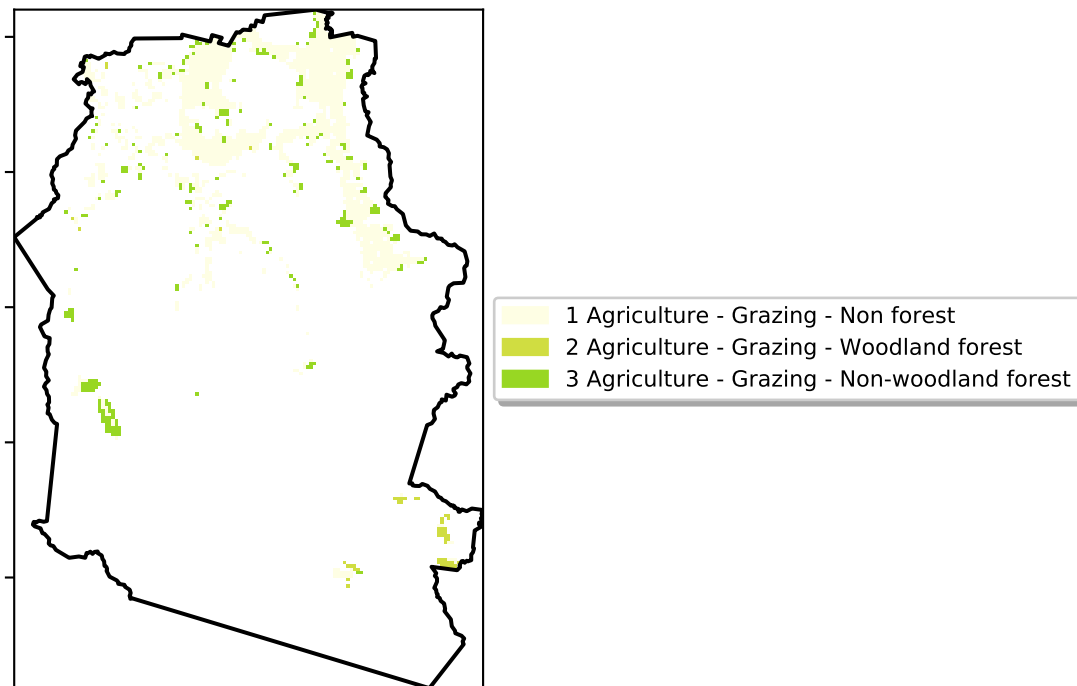 1 Agriculture - Grazing - Non forest
2 Agriculture - Grazing - Woodland forest
3 Agriculture - Grazing - Non-woodland forest